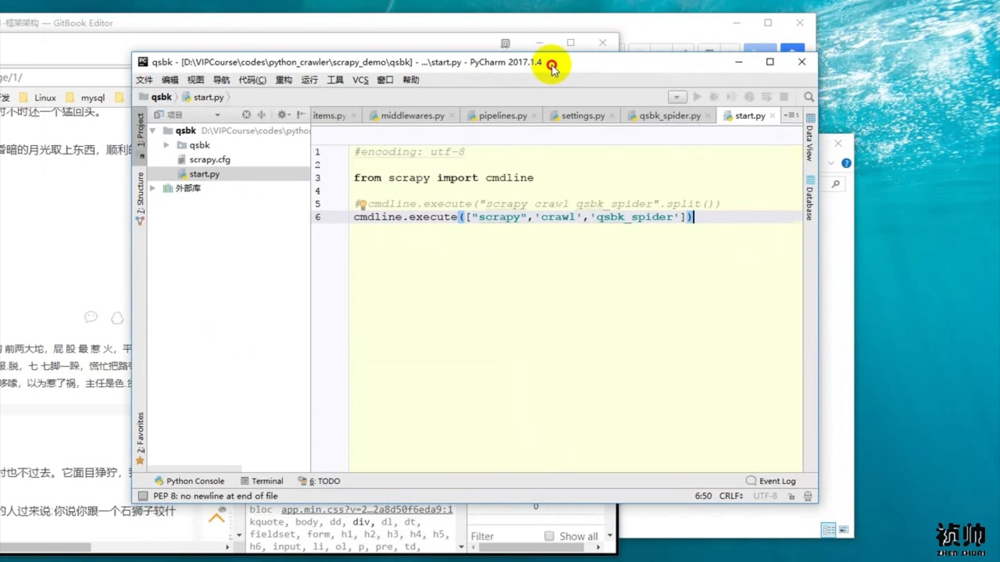 -框架架构 — GitBook Editor
qsbk - [D:\VIPCourse\codes\python_crawler\scrapy_demo\qsbk] - ...\start.py - PyCharm 2017.1.4
ge/1/
文件 编辑 视图 导航 代码(C) 重构 运行 工具 VCS 窗口 帮助
发 Linux mysql
qsbk start.py
时不时还一个猛回头。
1: Project
项目
items.py middlewares.py pipelines.py settings.py qsbk_spider.py start.py
5
qsbk D:\VIPCourse\codes\pytho
qsbk
scrapy.cfg
start.py
外部库
7: Structure
2: Favorites
Data View
Database
1 #encoding: utf-8
2
3 from scrapy import cmdline
4
5 #cmdline.execute("scrapy crawl qsbk_spider".split())
6 cmdline.execute(["scrapy",'crawl','qsbk_spider'])
昏暗的月光取上东西，顺利
前两大坨，屁 股 最 惹 火，平
服.脱，七 七脚一跺，慌忙把路
哆嗦，以为惹了祸，主任是色.
时也不过去。它面目狰狞，
的人过来说:你说你跟一个石狮子较什
Python Console Terminal 6: TODO Event Log
PEP 8: no newline at end of file 6:50 CRLF UTF-8
bloc app.min.css?v=2…2a8d50f6eda9:1
kquote, body, dd, div, dl, dt,
fieldset, form, h1, h2, h3, h4, h5,
h6, input, li, ol, p, pre, td,
0
Filter Show all
祯帅
ZHEN SHUAI